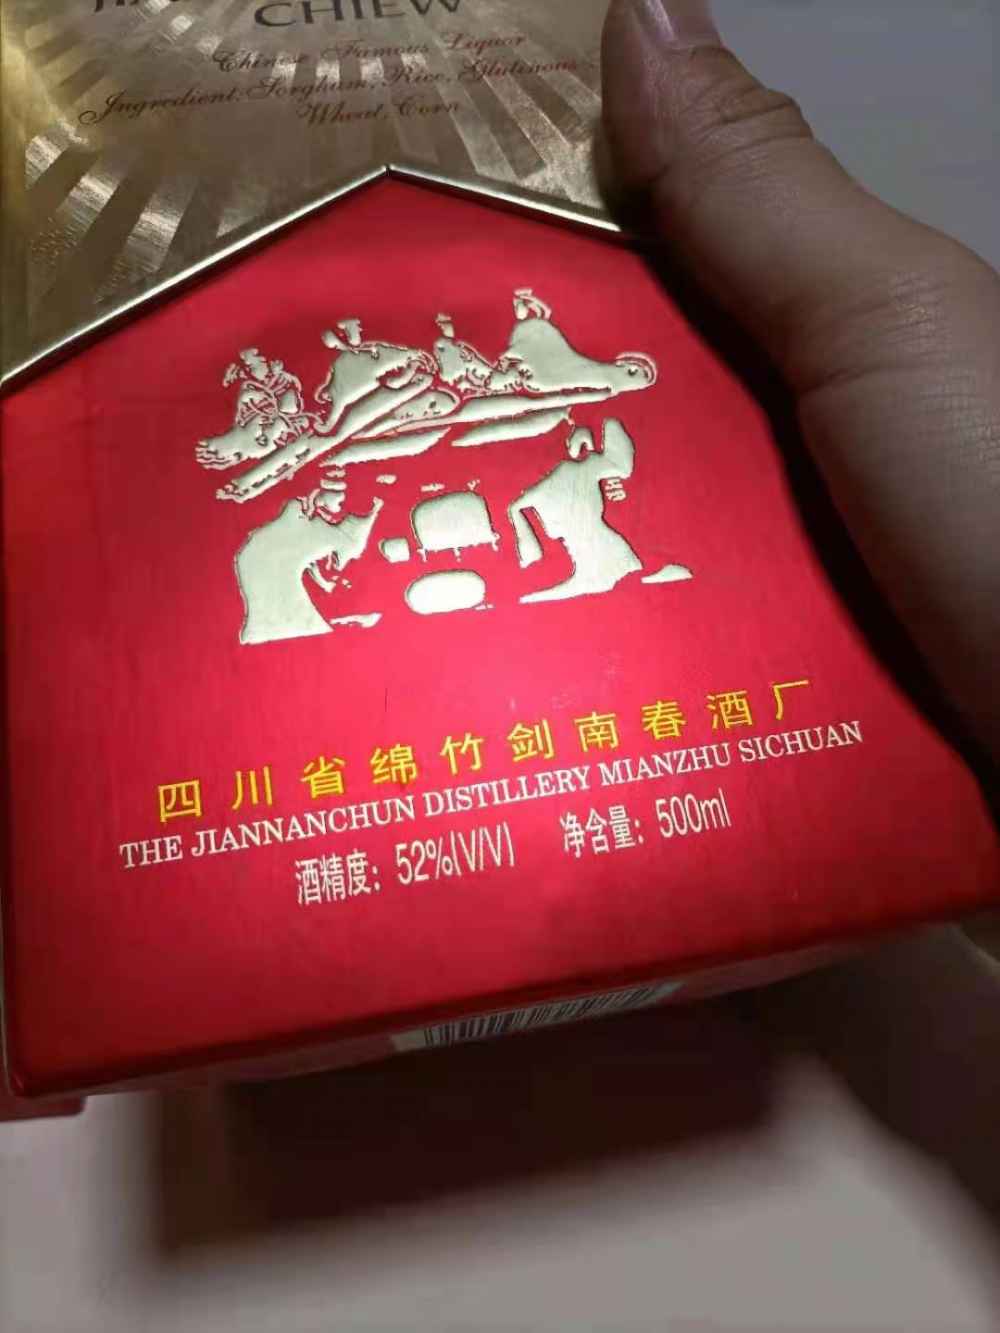 CHIEW
Chinese Famous Liquor
Ingredient: Sorghum, Rice, Glutinous
Wheat, Corn
四川省绵竹剑南春酒厂
THE JIANNANCHUN DISTILLERY MIANZHU SICHUAN
酒精度：52%(V/V) 净含量：500ml